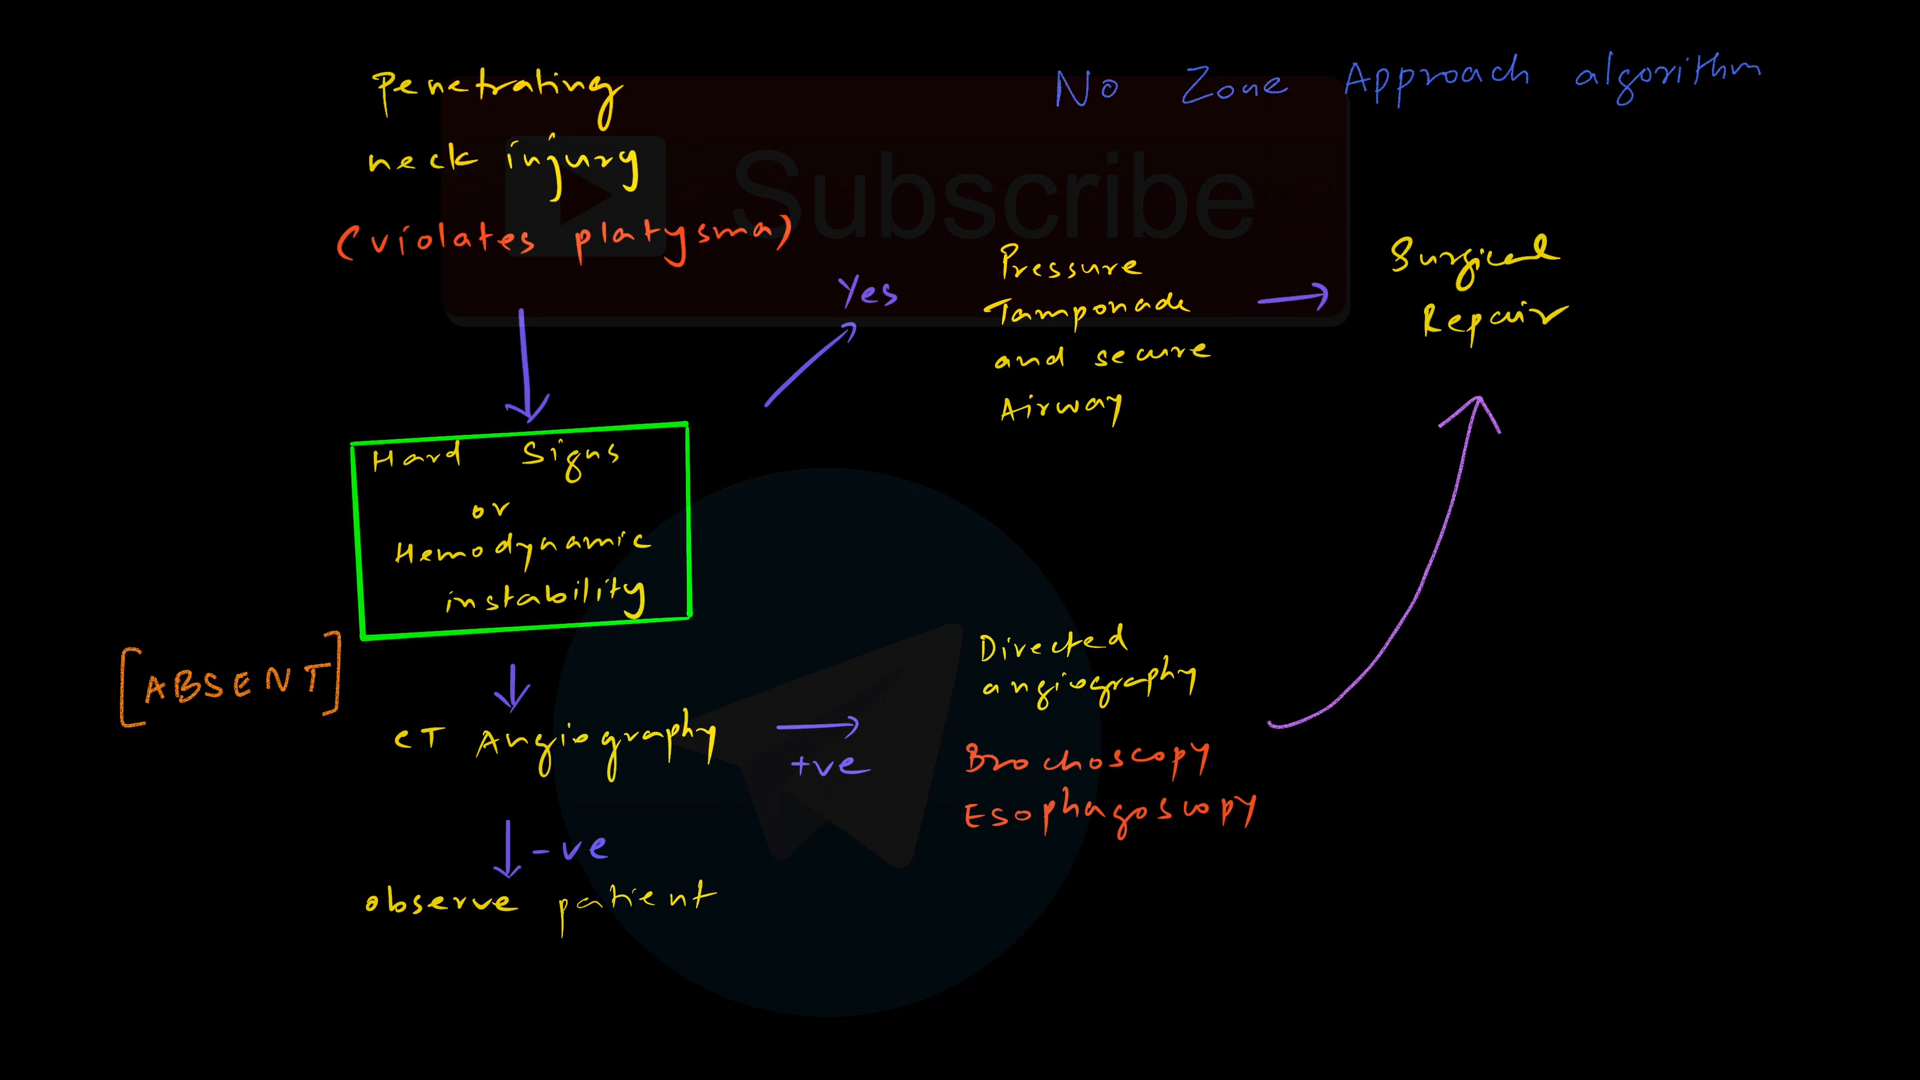 Penetrating
neck injury
(violates platysma)
No Zone Approach algorithm
Subscribe
Yes
Pressure
Tamponade
and secure
Airway
Surgical
Repair
Hard Signs
or
Hemodynamic
instability
[ABSENT]
CT Angiography
+ve
Directed
angiography
Brochoscopy
Esophagoscopy
-ve
observe patient